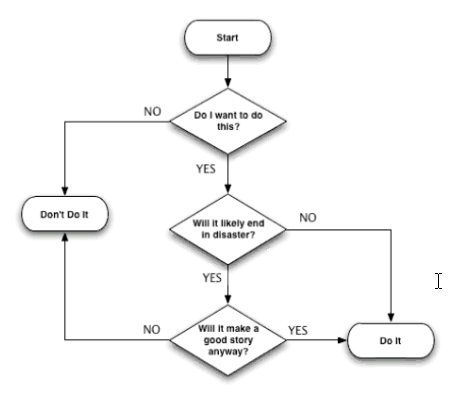 Start
Do I want to do
this?
NO
YES
Don't Do It
Will it likely end
in disaster?
NO
YES
Will it make a
good story
anyway?
NO
YES
Do It